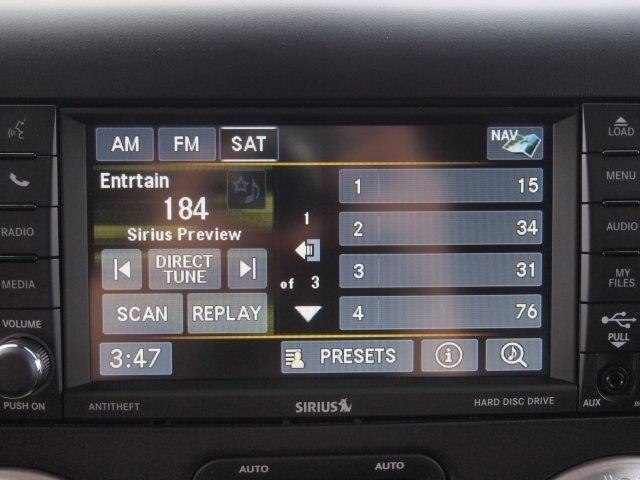 AM FM SAT NAV
Entrtain
184
Sirius Preview
DIRECT
TUNE
SCAN REPLAY
3:47
1
of 3
1 15
2 34
3 31
4 76
PRESETS
RADIO
MEDIA
VOLUME
PUSH ON
LOAD
MENU
AUDIO
MY
FILES
PULL
AUX
ANTITHEFT
SIRIUS
HARD DISC DRIVE
AUTO
AUTO